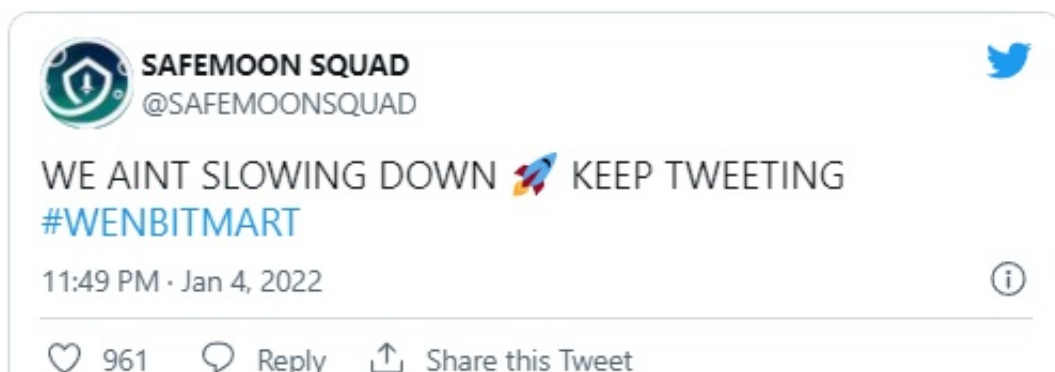 SAFEMOON SQUAD
@SAFEMOONSQUAD
WE AINT SLOWING DOWN 🚀 KEEP TWEETING
#WENBITMART
11:49 PM · Jan 4, 2022
961 Reply Share this Tweet